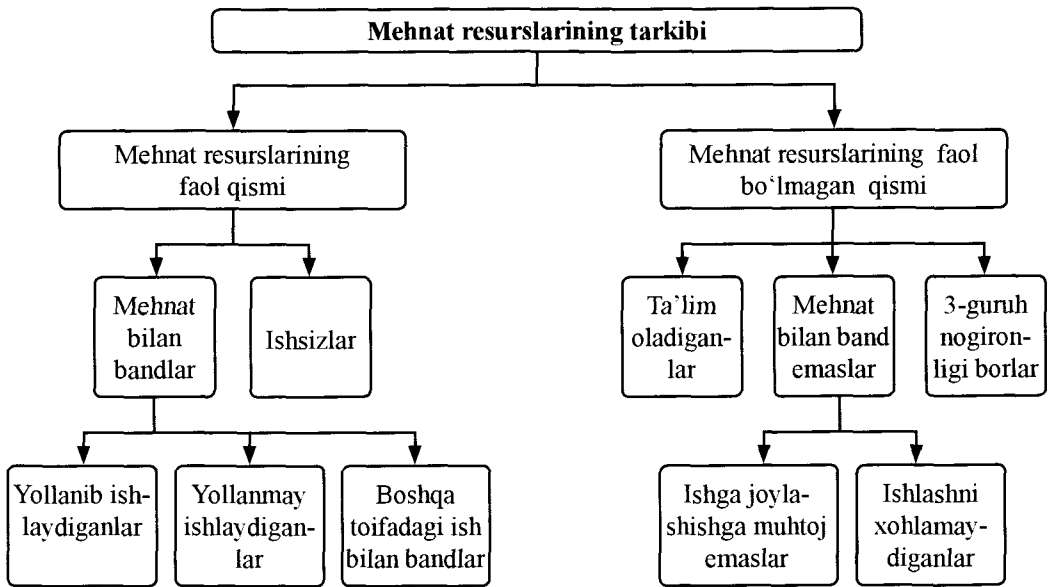 Mehnat resurslarining tarkibi
Mehnat resurslarining
faol qismi
Mehnat resurslarining faol
bo‘lmagan qismi
Mehnat
bilan
bandlar
Ishsizlar
Ta’lim
oladigan-
lar
Mehnat
bilan band
emaslar
3-guruh
nogiron-
ligi borlar
Yollanib ish-
laydiganlar
Yollanmay
ishlaydigan-
lar
Boshqa
toifadagi ish
bilan bandlar
Ishga joyla-
shishga muhtoj
emaslar
Ishlashni
xohlamay-
diganlar